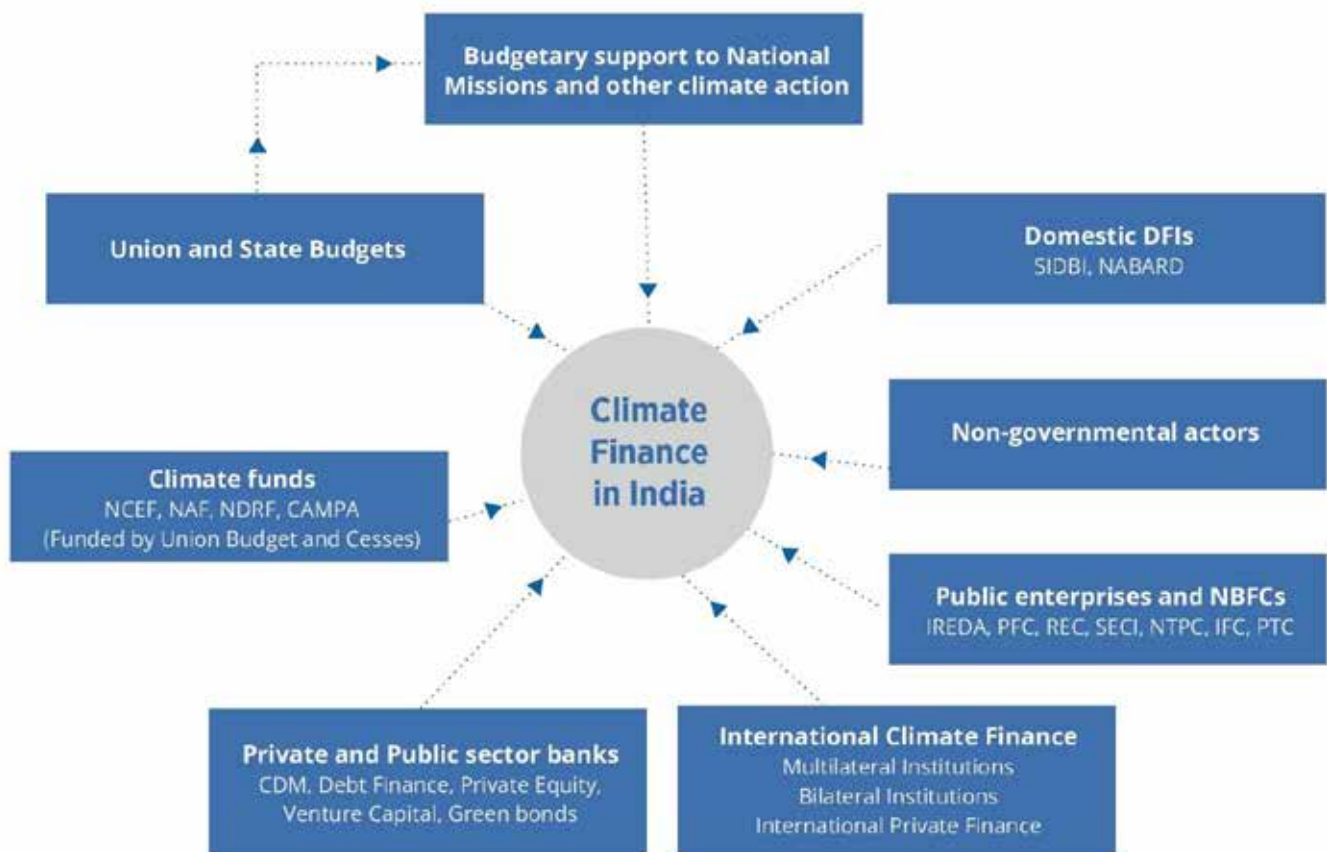 Budgetary support to National
Missions and other climate action
Union and State Budgets
Domestic DFIs
SIDBI, NABARD
Climate
Finance
in India
Non-governmental actors
Climate funds
NCEF, NAF, NDRF, CAMPA
(Funded by Union Budget and Cesses)
Public enterprises and NBFCs
IREDA, PFC, REC, SECI, NTPC, IFC, PTC
Private and Public sector banks
CDM, Debt Finance, Private Equity,
Venture Capital, Green bonds
International Climate Finance
Multilateral Institutions
Bilateral Institutions
International Private Finance